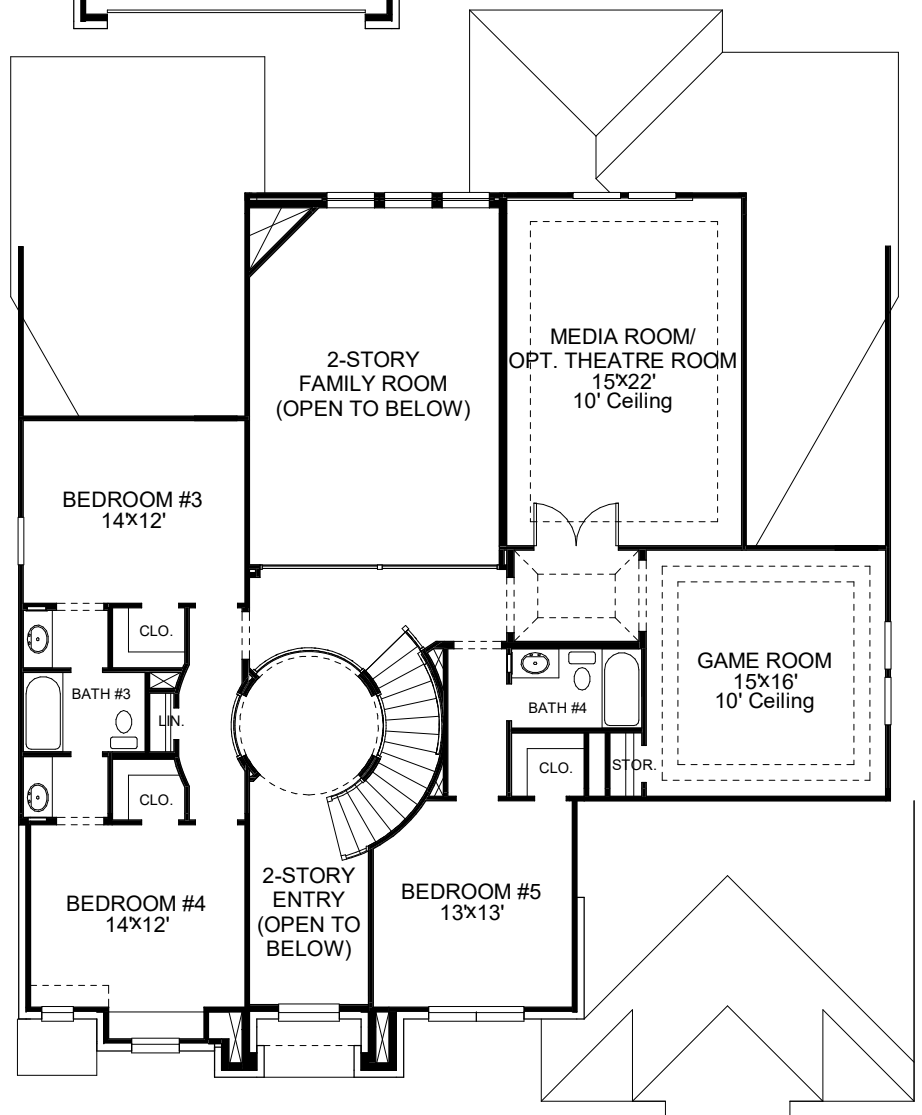 MEDIA ROOM/
OPT. THEATRE ROOM
15'X22'
10' Ceiling
2-STORY
FAMILY ROOM
(OPEN TO BELOW)
BEDROOM #3
14'X12'
CLO.
BATH #3
LIN.
CLO.
GAME ROOM
15'X16'
10' Ceiling
BATH #4
CLO.
STOR.
BEDROOM #4
14'X12'
2-STORY
ENTRY
(OPEN TO
BELOW)
BEDROOM #5
13'X13'